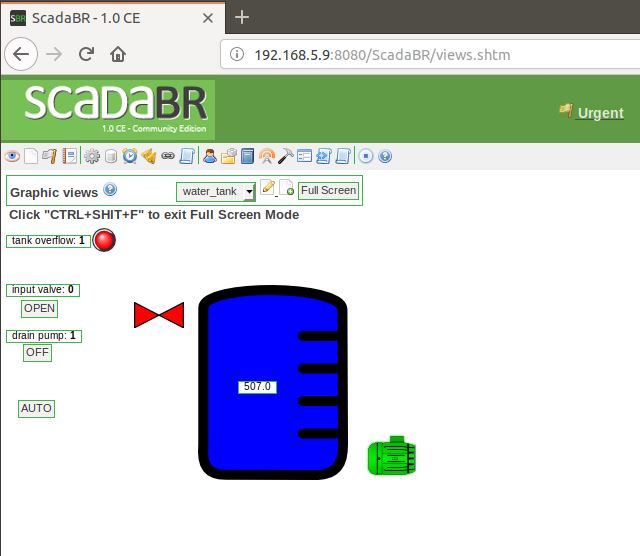 SBR ScadaBR - 1.0 CE
192.168.5.9:8080/ScadaBR/views.shtm
SCADABR
1.0 CE - Community Edition
Urgent
Graphic views
water_tank
Full Screen
Click "CTRL+SHIT+F" to exit Full Screen Mode
tank overflow: 1
input valve: 0
OPEN
drain pump: 1
OFF
507.0
AUTO